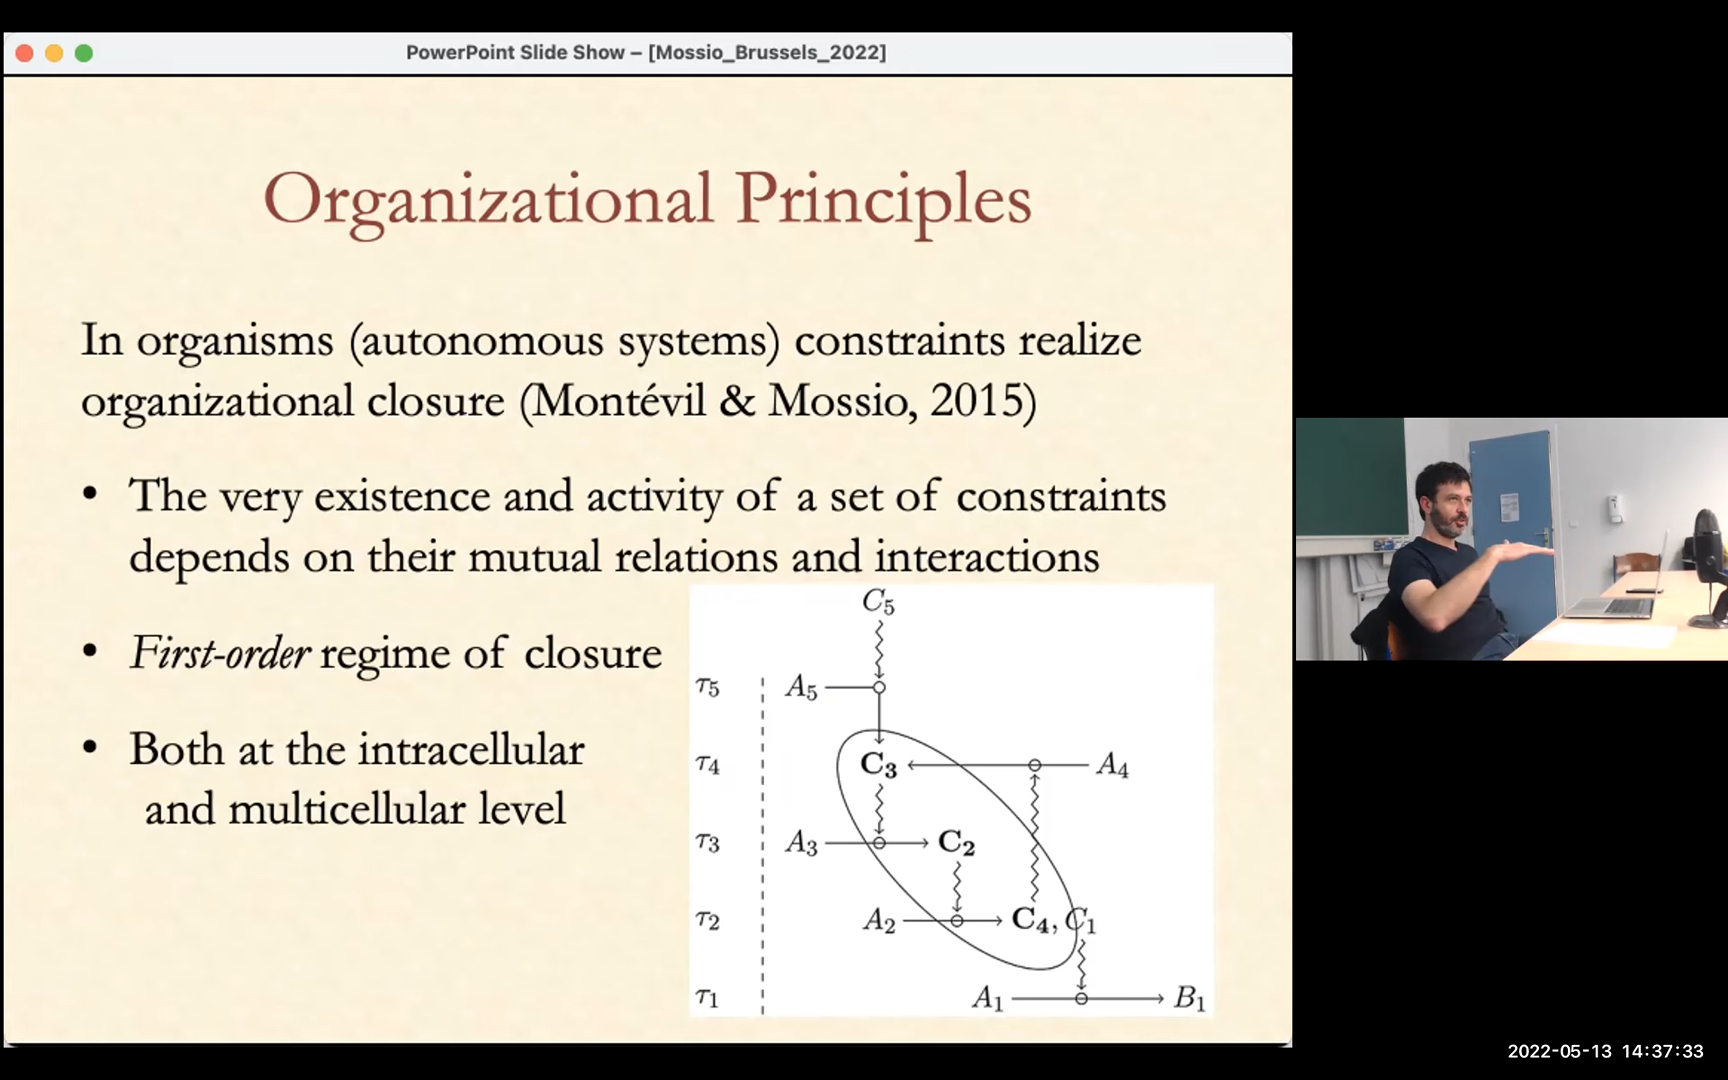 PowerPoint Slide Show – [Mossio_Brussels_2022]
Organizational Principles
In organisms (autonomous systems) constraints realize
organizational closure (Montévil & Mossio, 2015)
• The very existence and activity of a set of constraints
depends on their mutual relations and interactions
• First-order regime of closure
• Both at the intracellular
and multicellular level
C₅
τ₅ A₅
τ₄ C₃ A₄
τ₃ A₃ C₂
τ₂ A₂ C₄, C₁
τ₁ A₁ B₁
2022-05-13 14:37:33